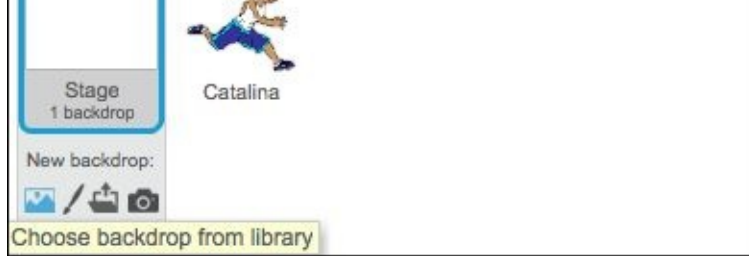 Stage
1 backdrop
Catalina
New backdrop:
Choose backdrop from library